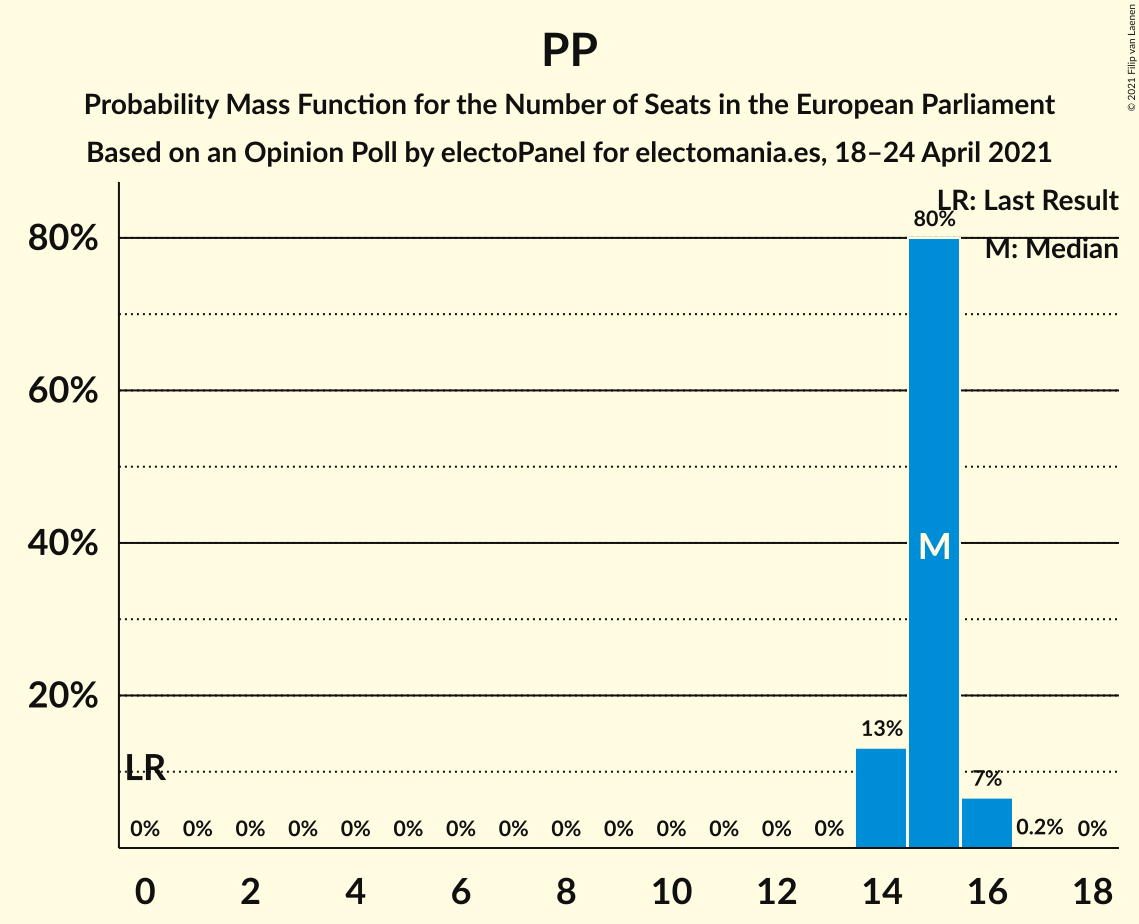 PP
Probability Mass Function for the Number of Seats in the European Parliament
Based on an Opinion Poll by electoPanel for electomania.es, 18–24 April 2021
© 2021 Filip van Laenen
LR: Last Result
M: Median
80%
60%
40%
20%
80%
M
13%
7%
LR
0% 0% 0% 0% 0% 0% 0% 0% 0% 0% 0% 0% 0% 0% 0.2% 0%
0 2 4 6 8 10 12 14 16 18